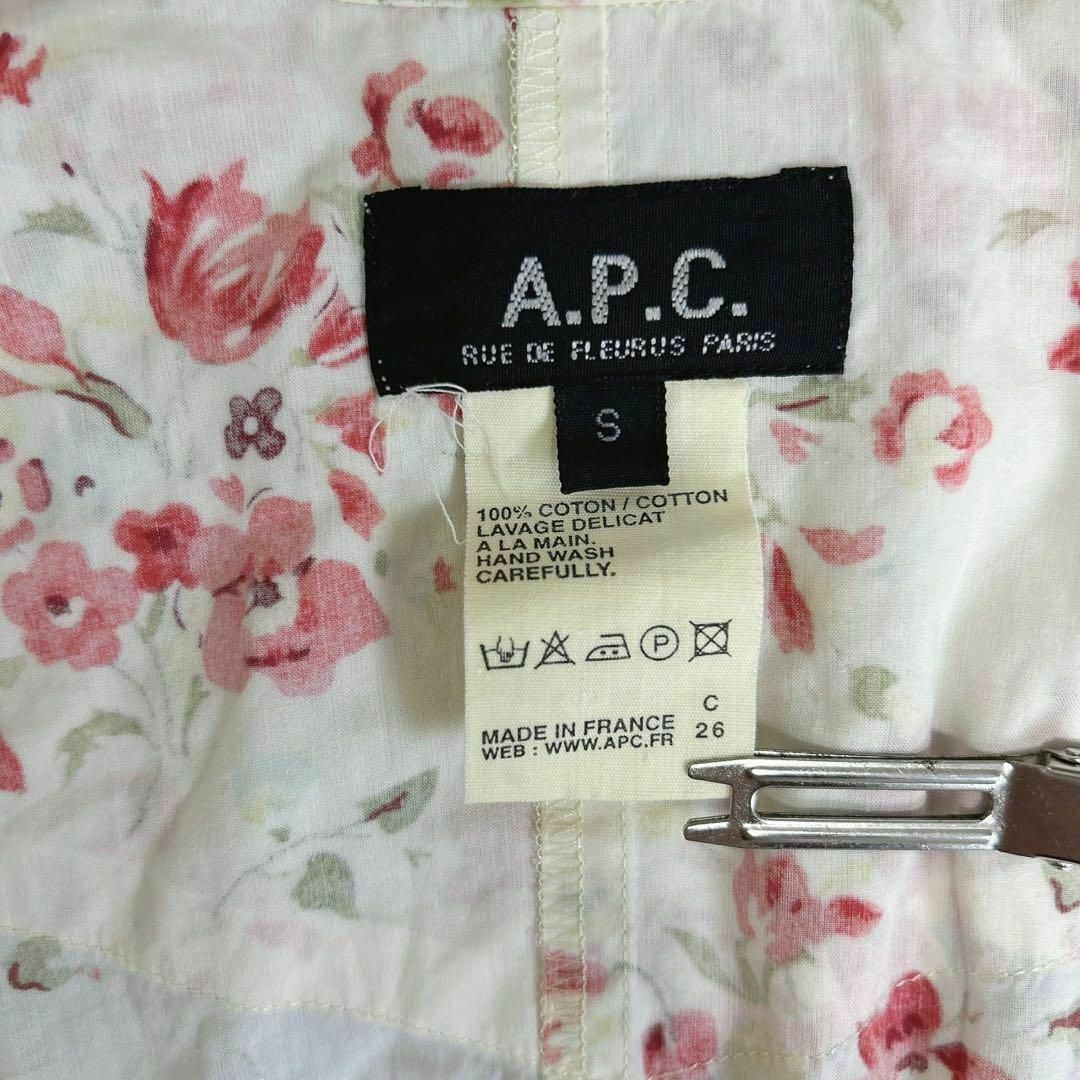 A.P.C.
RUE DE FLEURUS PARIS
S
100% COTON / COTTON
LAVAGE DELICAT
A LA MAIN.
HAND WASH
CAREFULLY.
P
C
MADE IN FRANCE 26
WEB : WWW.APC.FR